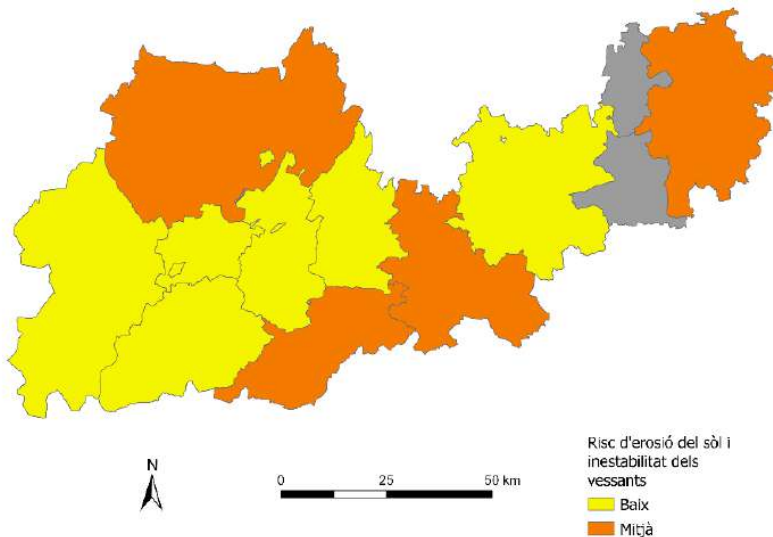 Risc d'erosió del sòl i
inestabilitat dels
vessants
Baix
Mitjà
N
0 25 50 km